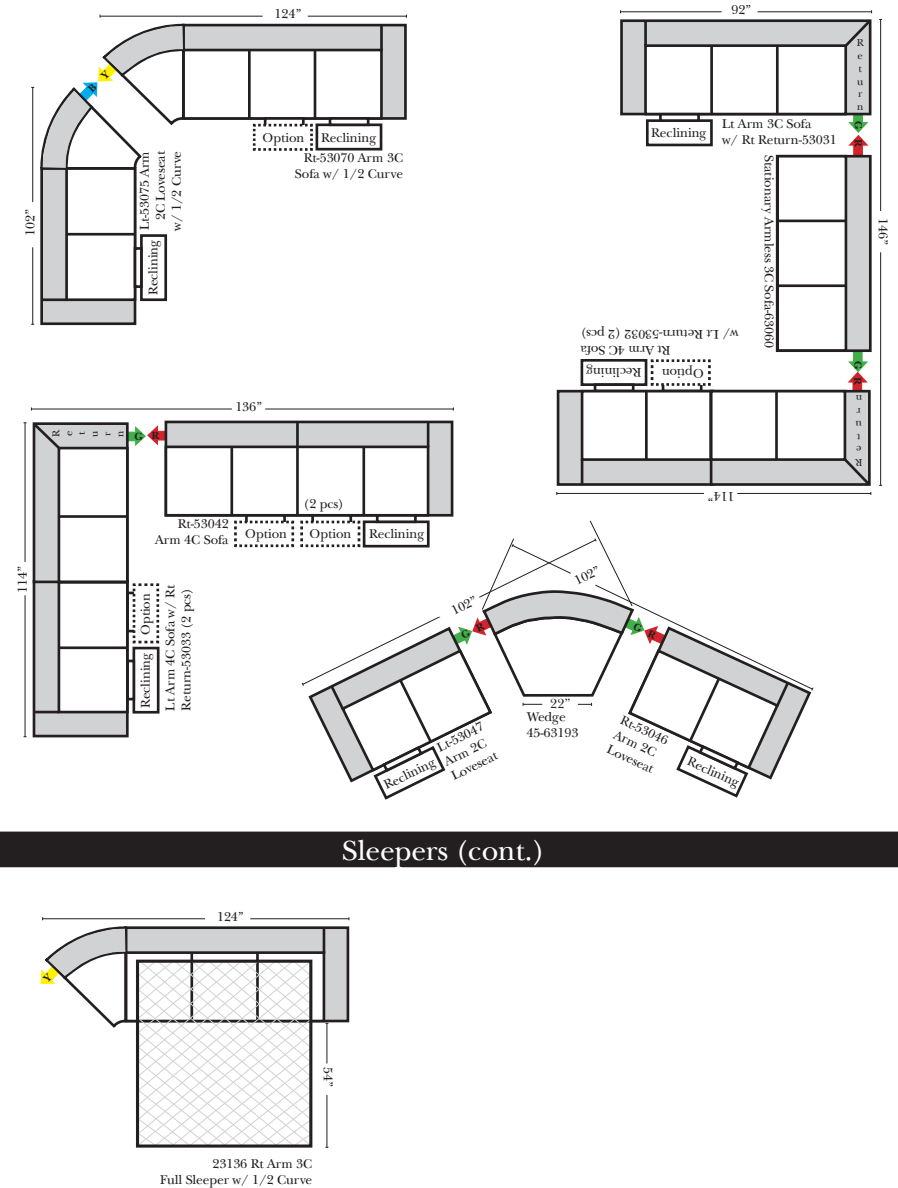 124”
B
Y
Option
Reclining
Rt-53070 Arm 3C
Sofa w/ 1/2 Curve
102”
Lt-53075 Arm
2C Loveseat
w/ 1/2 Curve
Reclining
92”
Return
G
R
Reclining
Lt Arm 3C Sofa
w/ Rt Return-53031
Stationary Armless 3C Sofa-63060
146”
G
R
Return
Rt Arm 4C Sofa
w/ Lt Return-53032 (2 pcs)
Option
Reclining
114”
136”
Return
G
R
(2 pcs)
Rt-53042
Arm 4C Sofa
Option
Option
Reclining
114”
Option
Reclining
Lt Arm 4C Sofa w/ Rt
Return-53033 (2 pcs)
102”
102”
G
R
G
R
22”
Wedge
45-63193
Lt-53047
Arm 2C
Loveseat
Reclining
Rt-53046
Arm 2C
Loveseat
Reclining
Sleepers (cont.)
124”
Y
54”
23136 Rt Arm 3C
Full Sleeper w/ 1/2 Curve